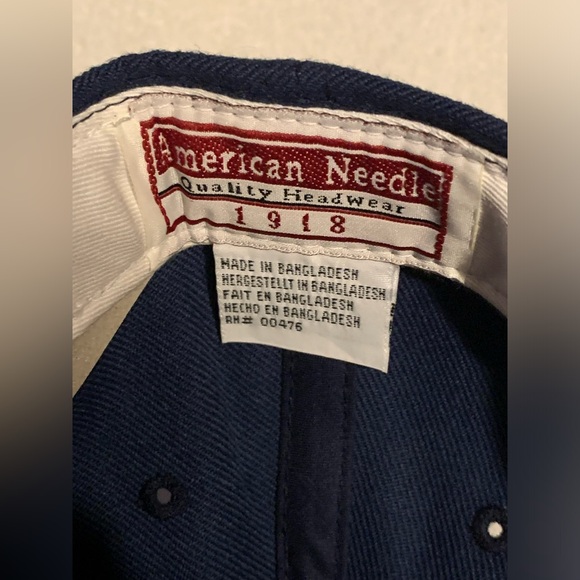 American Needle
Quality HeadWear
1918
MADE IN BANGLADESH
HERGESTELLT IN BANGLADESH
FAIT EN BANGLADESH
HECHO EN BANGLADESH
RN# 00476